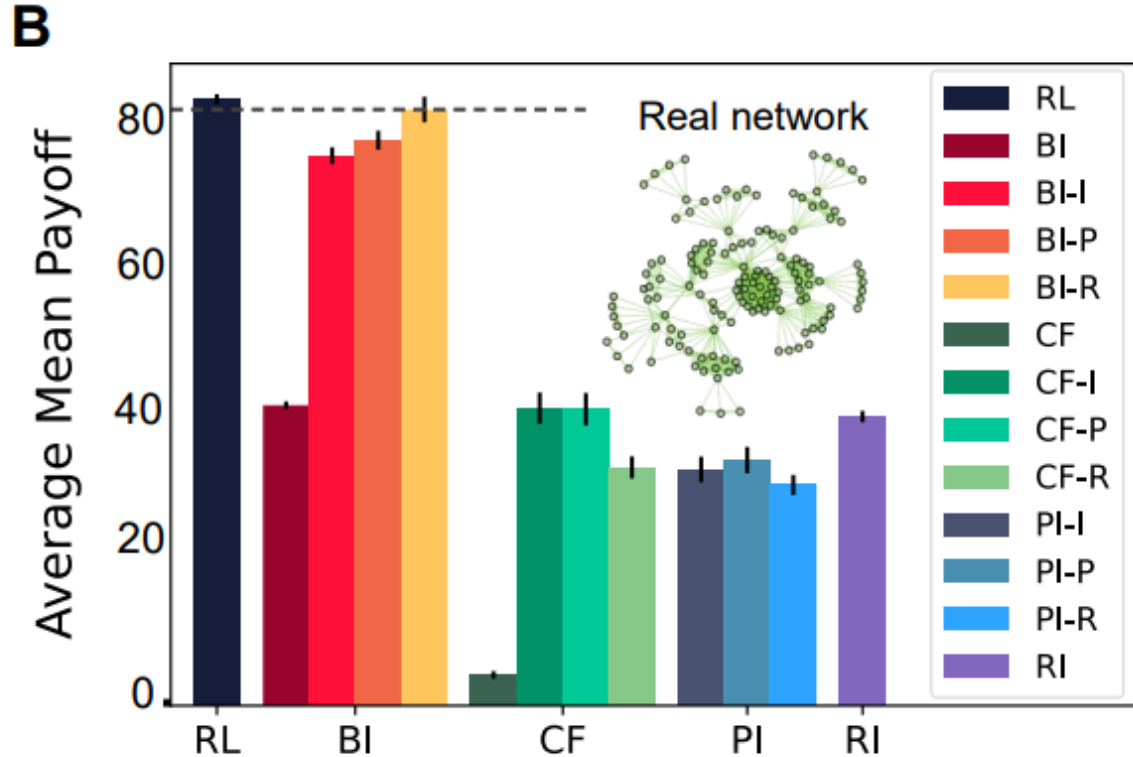 B
Average Mean Payoff
80
60
40
20
0
Real network
RL
BI
BI-I
BI-P
BI-R
CF
CF-I
CF-P
CF-R
PI-I
PI-P
PI-R
RI
RL BI CF PI RI